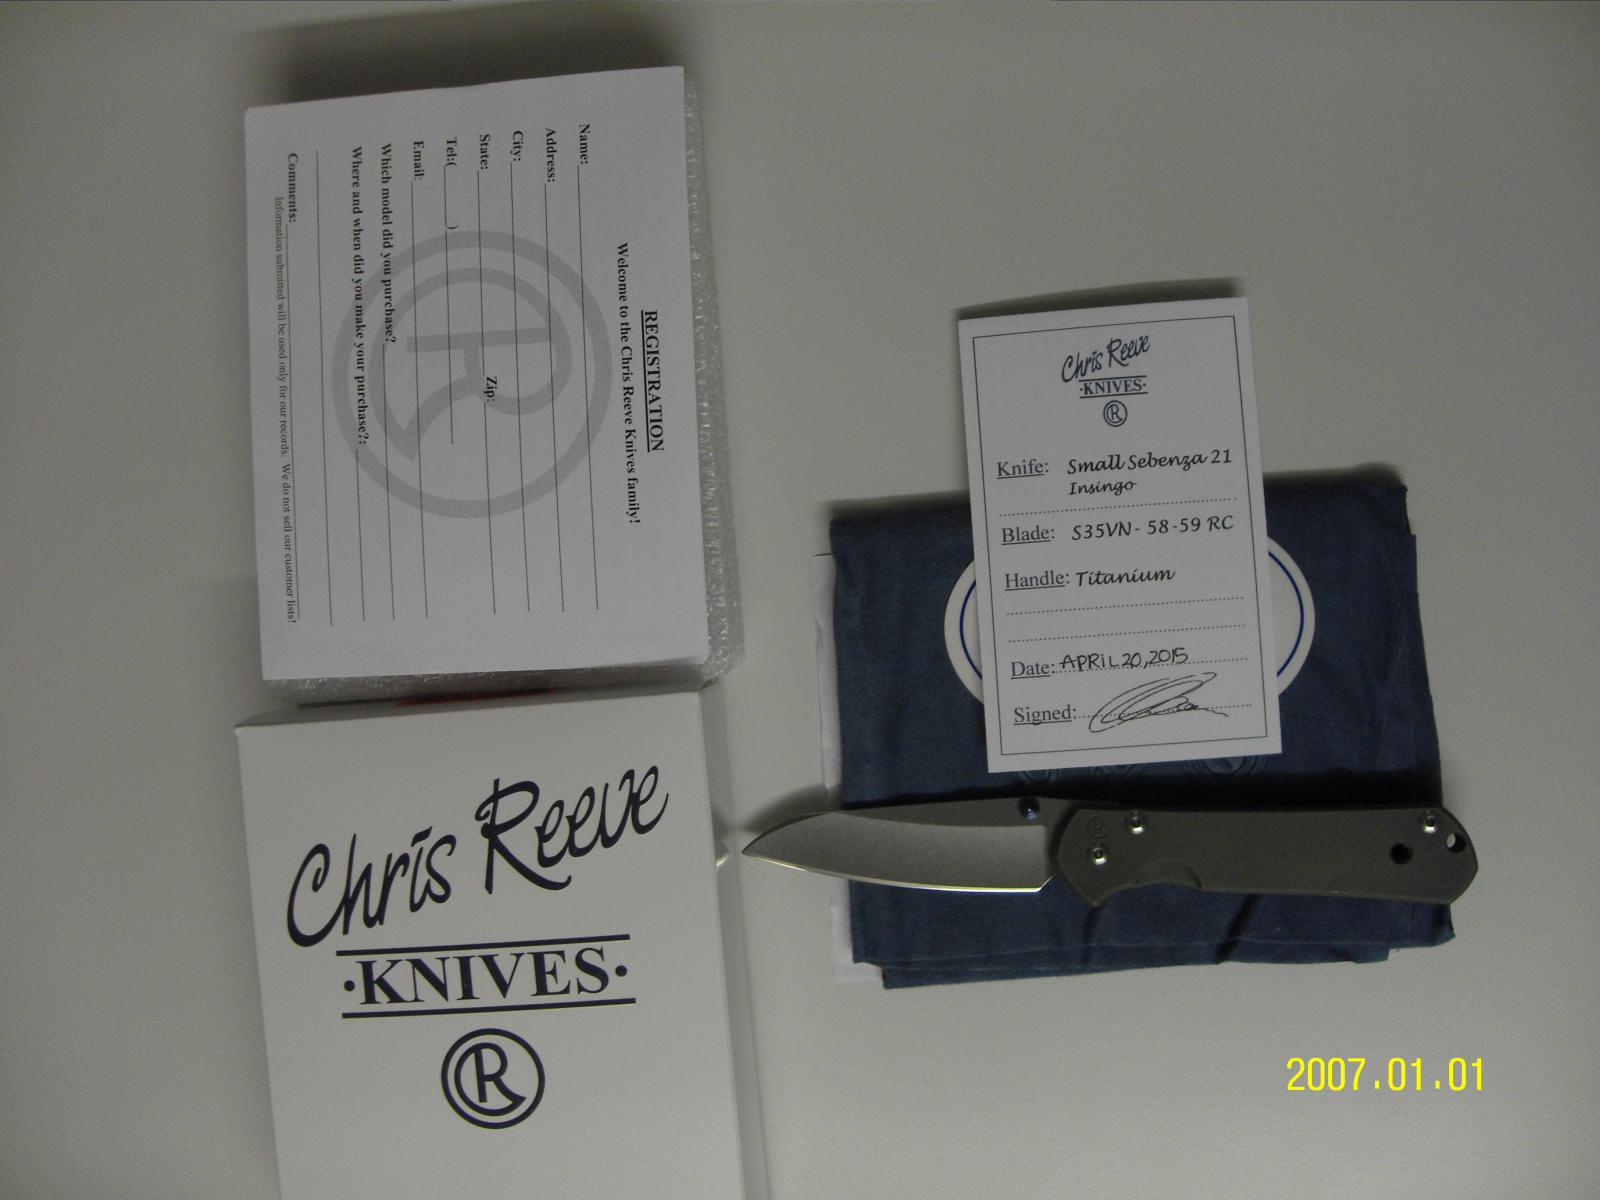 REGISTRATION
Welcome to the Chris Reeve Knives family!
Name:
Address:
City:
State: Zip:
Tel:( )
Email:
Which model did you purchase?
Where and when did you make your purchase?:
Comments:
Information submitted will be used only for our records. We do not sell our customer lists!
Chris Reeve
·KNIVES·
R
Chris Reeve
·KNIVES·
R
Knife: Small Sebenza 21
Insingo
Blade: S35VN - 58-59 RC
Handle: Titanium
Date: APRIL 20, 2015
Signed:
2007.01.01